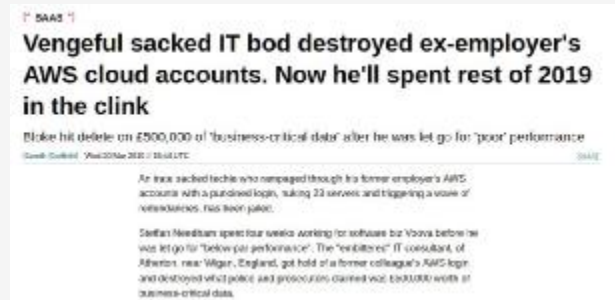 SAAS
Vengeful sacked IT bod destroyed ex-employer's
AWS cloud accounts. Now he'll spent rest of 2019
in the clink
Bloke hit delete on £500,000 of 'business-critical data' after he was let go for 'poor' performance
Gareth Corfield Wed 20 Mar 2019 //
An irate sacked techie who rampaged through his former employer's AWS
accounts with a purloined login, nuking 23 servers and triggering a wave of
redundancies, has been jailed.
Steffan Needham spent four weeks working for software biz Voova before he
was let go for "below-par performance". The "embittered" IT consultant, of
Atherton, near Wigan, England, got hold of a former colleague's AWS login
and destroyed what police and prosecutors claimed was £500,000 worth of
business-critical data.